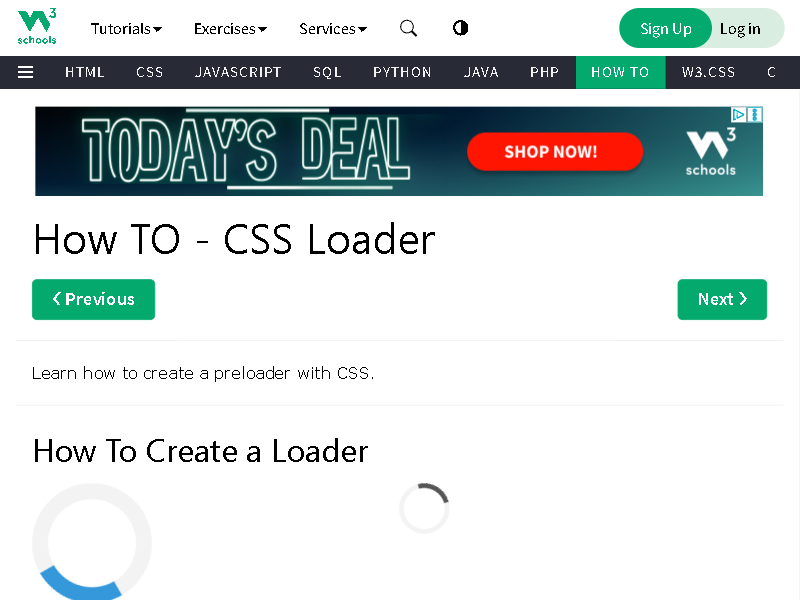 3
schools
Tutorials Exercises Services Sign Up Log in
HTML CSS JAVASCRIPT SQL PYTHON JAVA PHP HOW TO W3.CSS C
TODAY'S DEAL SHOP NOW! 3
schools
How TO - CSS Loader
❮ Previous Next ❯
Learn how to create a preloader with CSS.
How To Create a Loader